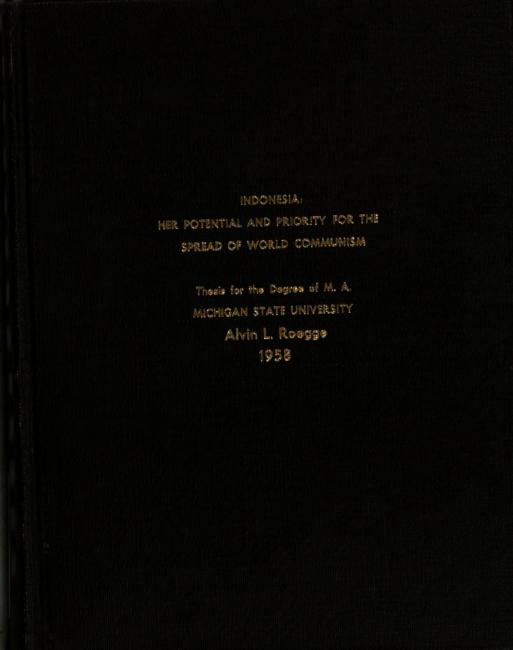 INDONESIA:
HER POTENTIAL AND PRIORITY FOR THE
SPREAD OF WORLD COMMUNISM
Thesis for the Degree of M. A.
MICHIGAN STATE UNIVERSITY
Alvin L. Roegge
1958